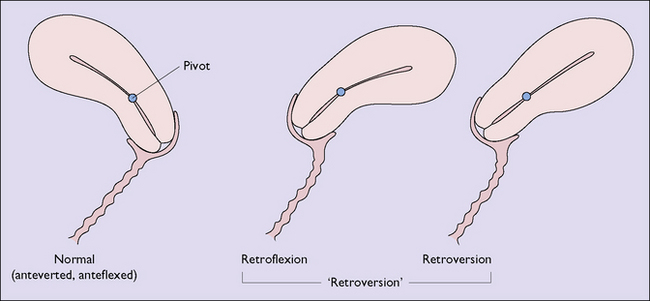 Pivot
Normal
(anteverted, anteflexed)
Retroflexion
Retroversion
‘Retroversion’